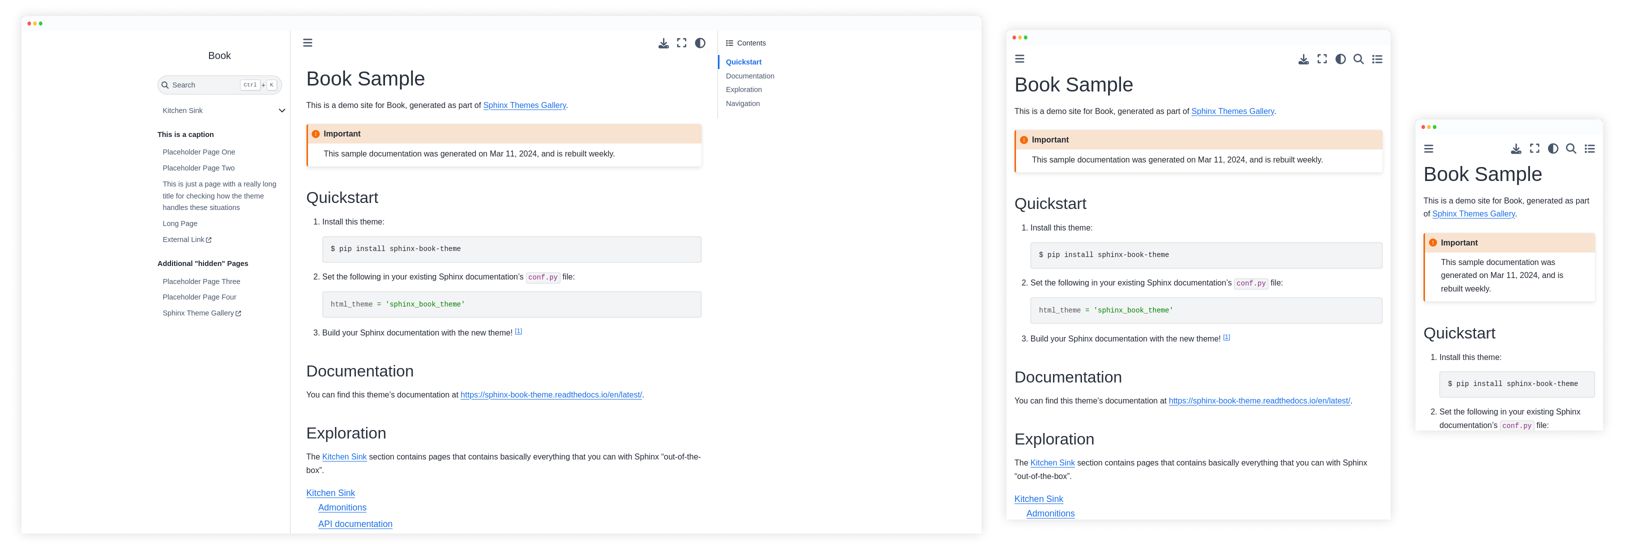 Book
Search Ctrl + K
Kitchen Sink
This is a caption
Placeholder Page One
Placeholder Page Two
This is just a page with a really long
title for checking how the theme
handles these situations
Long Page
External Link
Additional "hidden" Pages
Placeholder Page Three
Placeholder Page Four
Sphinx Theme Gallery
Book Sample
This is a demo site for Book, generated as part of Sphinx Themes Gallery.
Important
This sample documentation was generated on Mar 11, 2024, and is rebuilt weekly.
Quickstart
1. Install this theme:
$ pip install sphinx-book-theme
2. Set the following in your existing Sphinx documentation’s conf.py file:
html_theme = 'sphinx_book_theme'
3. Build your Sphinx documentation with the new theme! [1]
Documentation
You can find this theme’s documentation at https://sphinx-book-theme.readthedocs.io/en/latest/.
Exploration
The Kitchen Sink section contains pages that contains basically everything that you can with Sphinx “out-of-the-
box”.
Kitchen Sink
Admonitions
API documentation
Contents
Quickstart
Documentation
Exploration
Navigation
Book Sample
This is a demo site for Book, generated as part of Sphinx Themes Gallery.
Important
This sample documentation was generated on Mar 11, 2024, and is rebuilt weekly.
Quickstart
1. Install this theme:
$ pip install sphinx-book-theme
2. Set the following in your existing Sphinx documentation’s conf.py file:
html_theme = 'sphinx_book_theme'
3. Build your Sphinx documentation with the new theme! [1]
Documentation
You can find this theme’s documentation at https://sphinx-book-theme.readthedocs.io/en/latest/.
Exploration
The Kitchen Sink section contains pages that contains basically everything that you can with Sphinx
“out-of-the-box”.
Kitchen Sink
Admonitions
Book Sample
This is a demo site for Book, generated as part
of Sphinx Themes Gallery.
Important
This sample documentation was
generated on Mar 11, 2024, and is
rebuilt weekly.
Quickstart
1. Install this theme:
$ pip install sphinx-book-theme
2. Set the following in your existing Sphinx
documentation’s conf.py file: